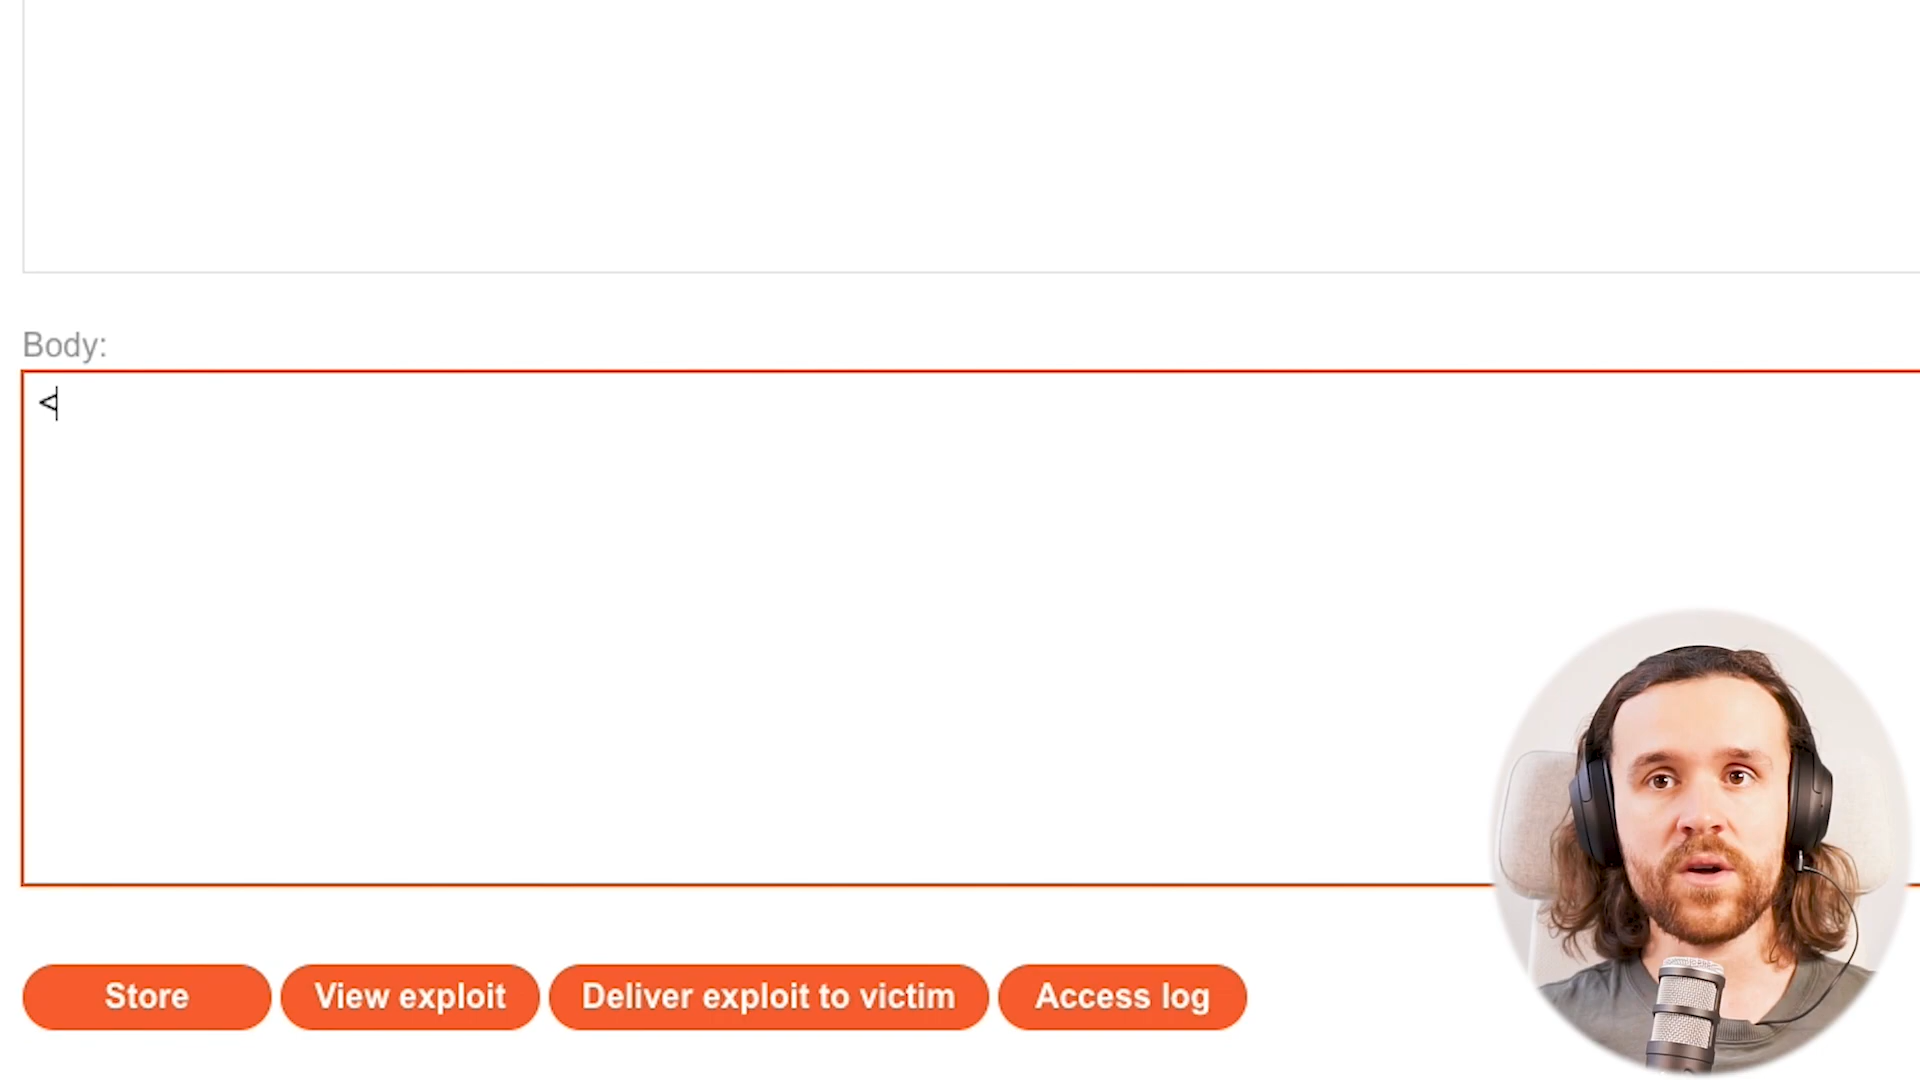 Body:
<
Store
View exploit
Deliver exploit to victim
Access log